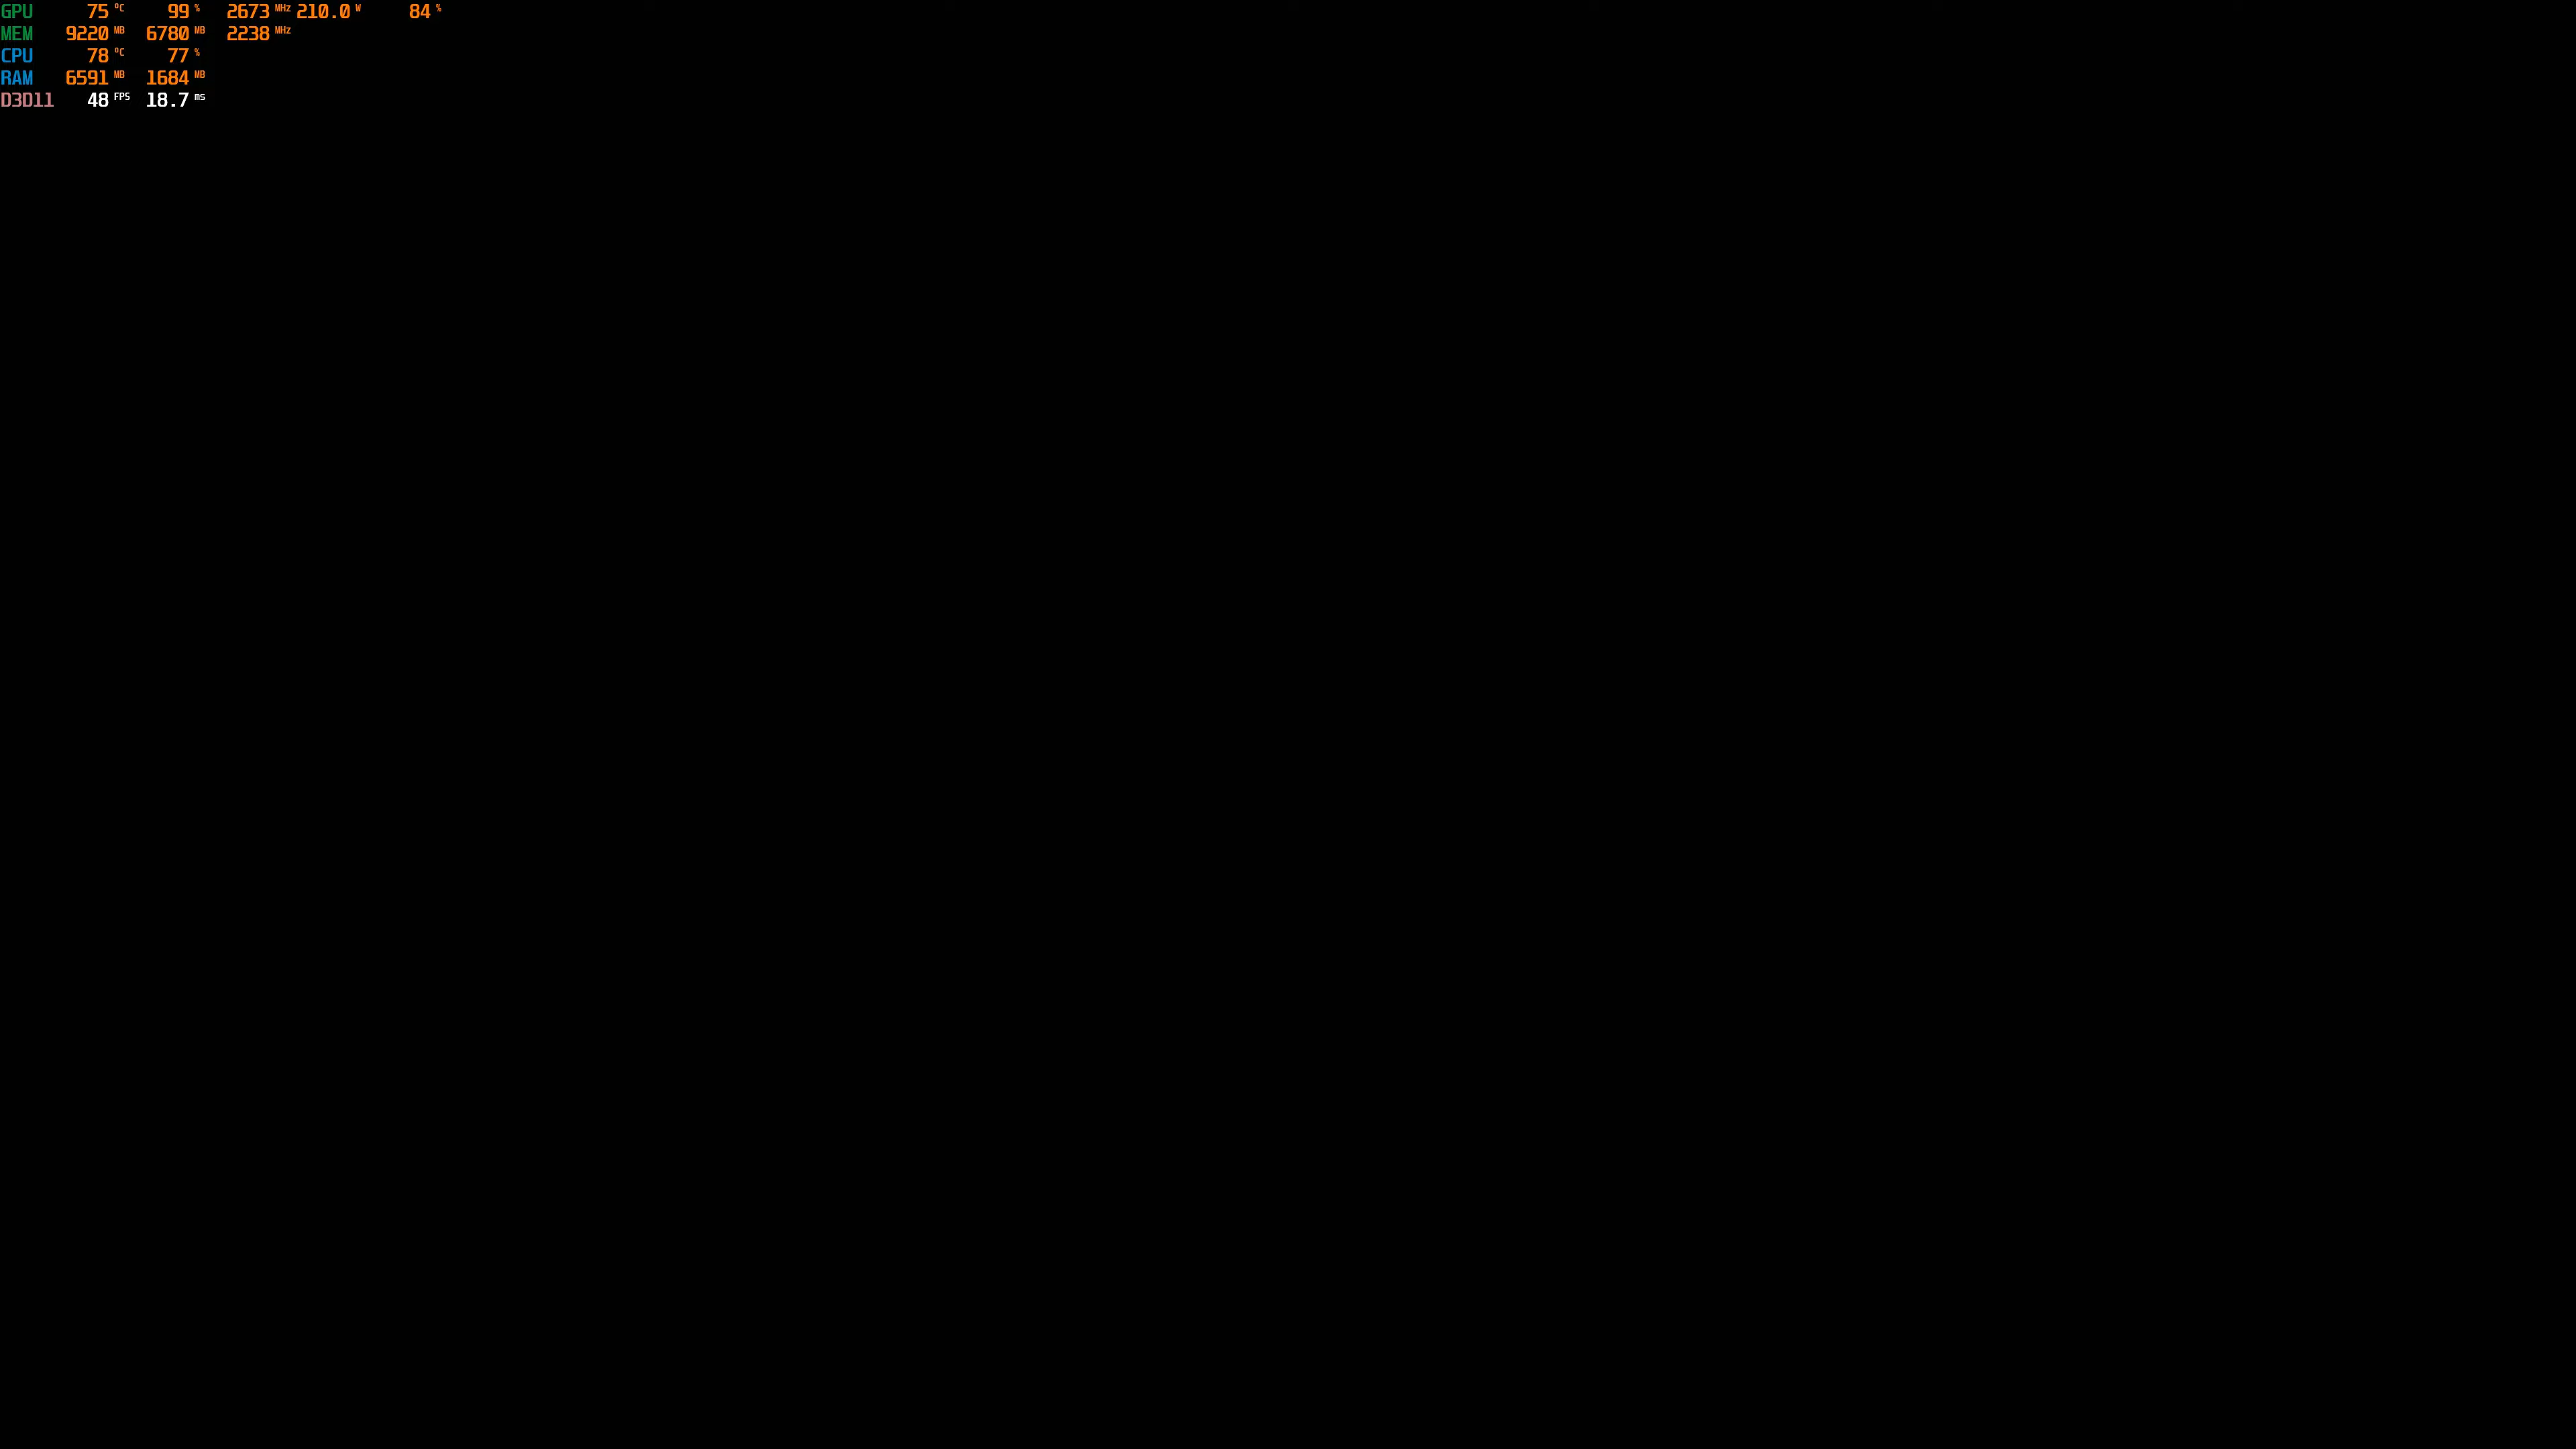 GPU 75 °C 99 % 2673 MHz 210.0 W 84 %
MEM 9220 MB 6780 MB 2238 MHz
CPU 78 °C 77 %
RAM 6591 MB 1684 MB
D3D11 48 FPS 18.7 ms